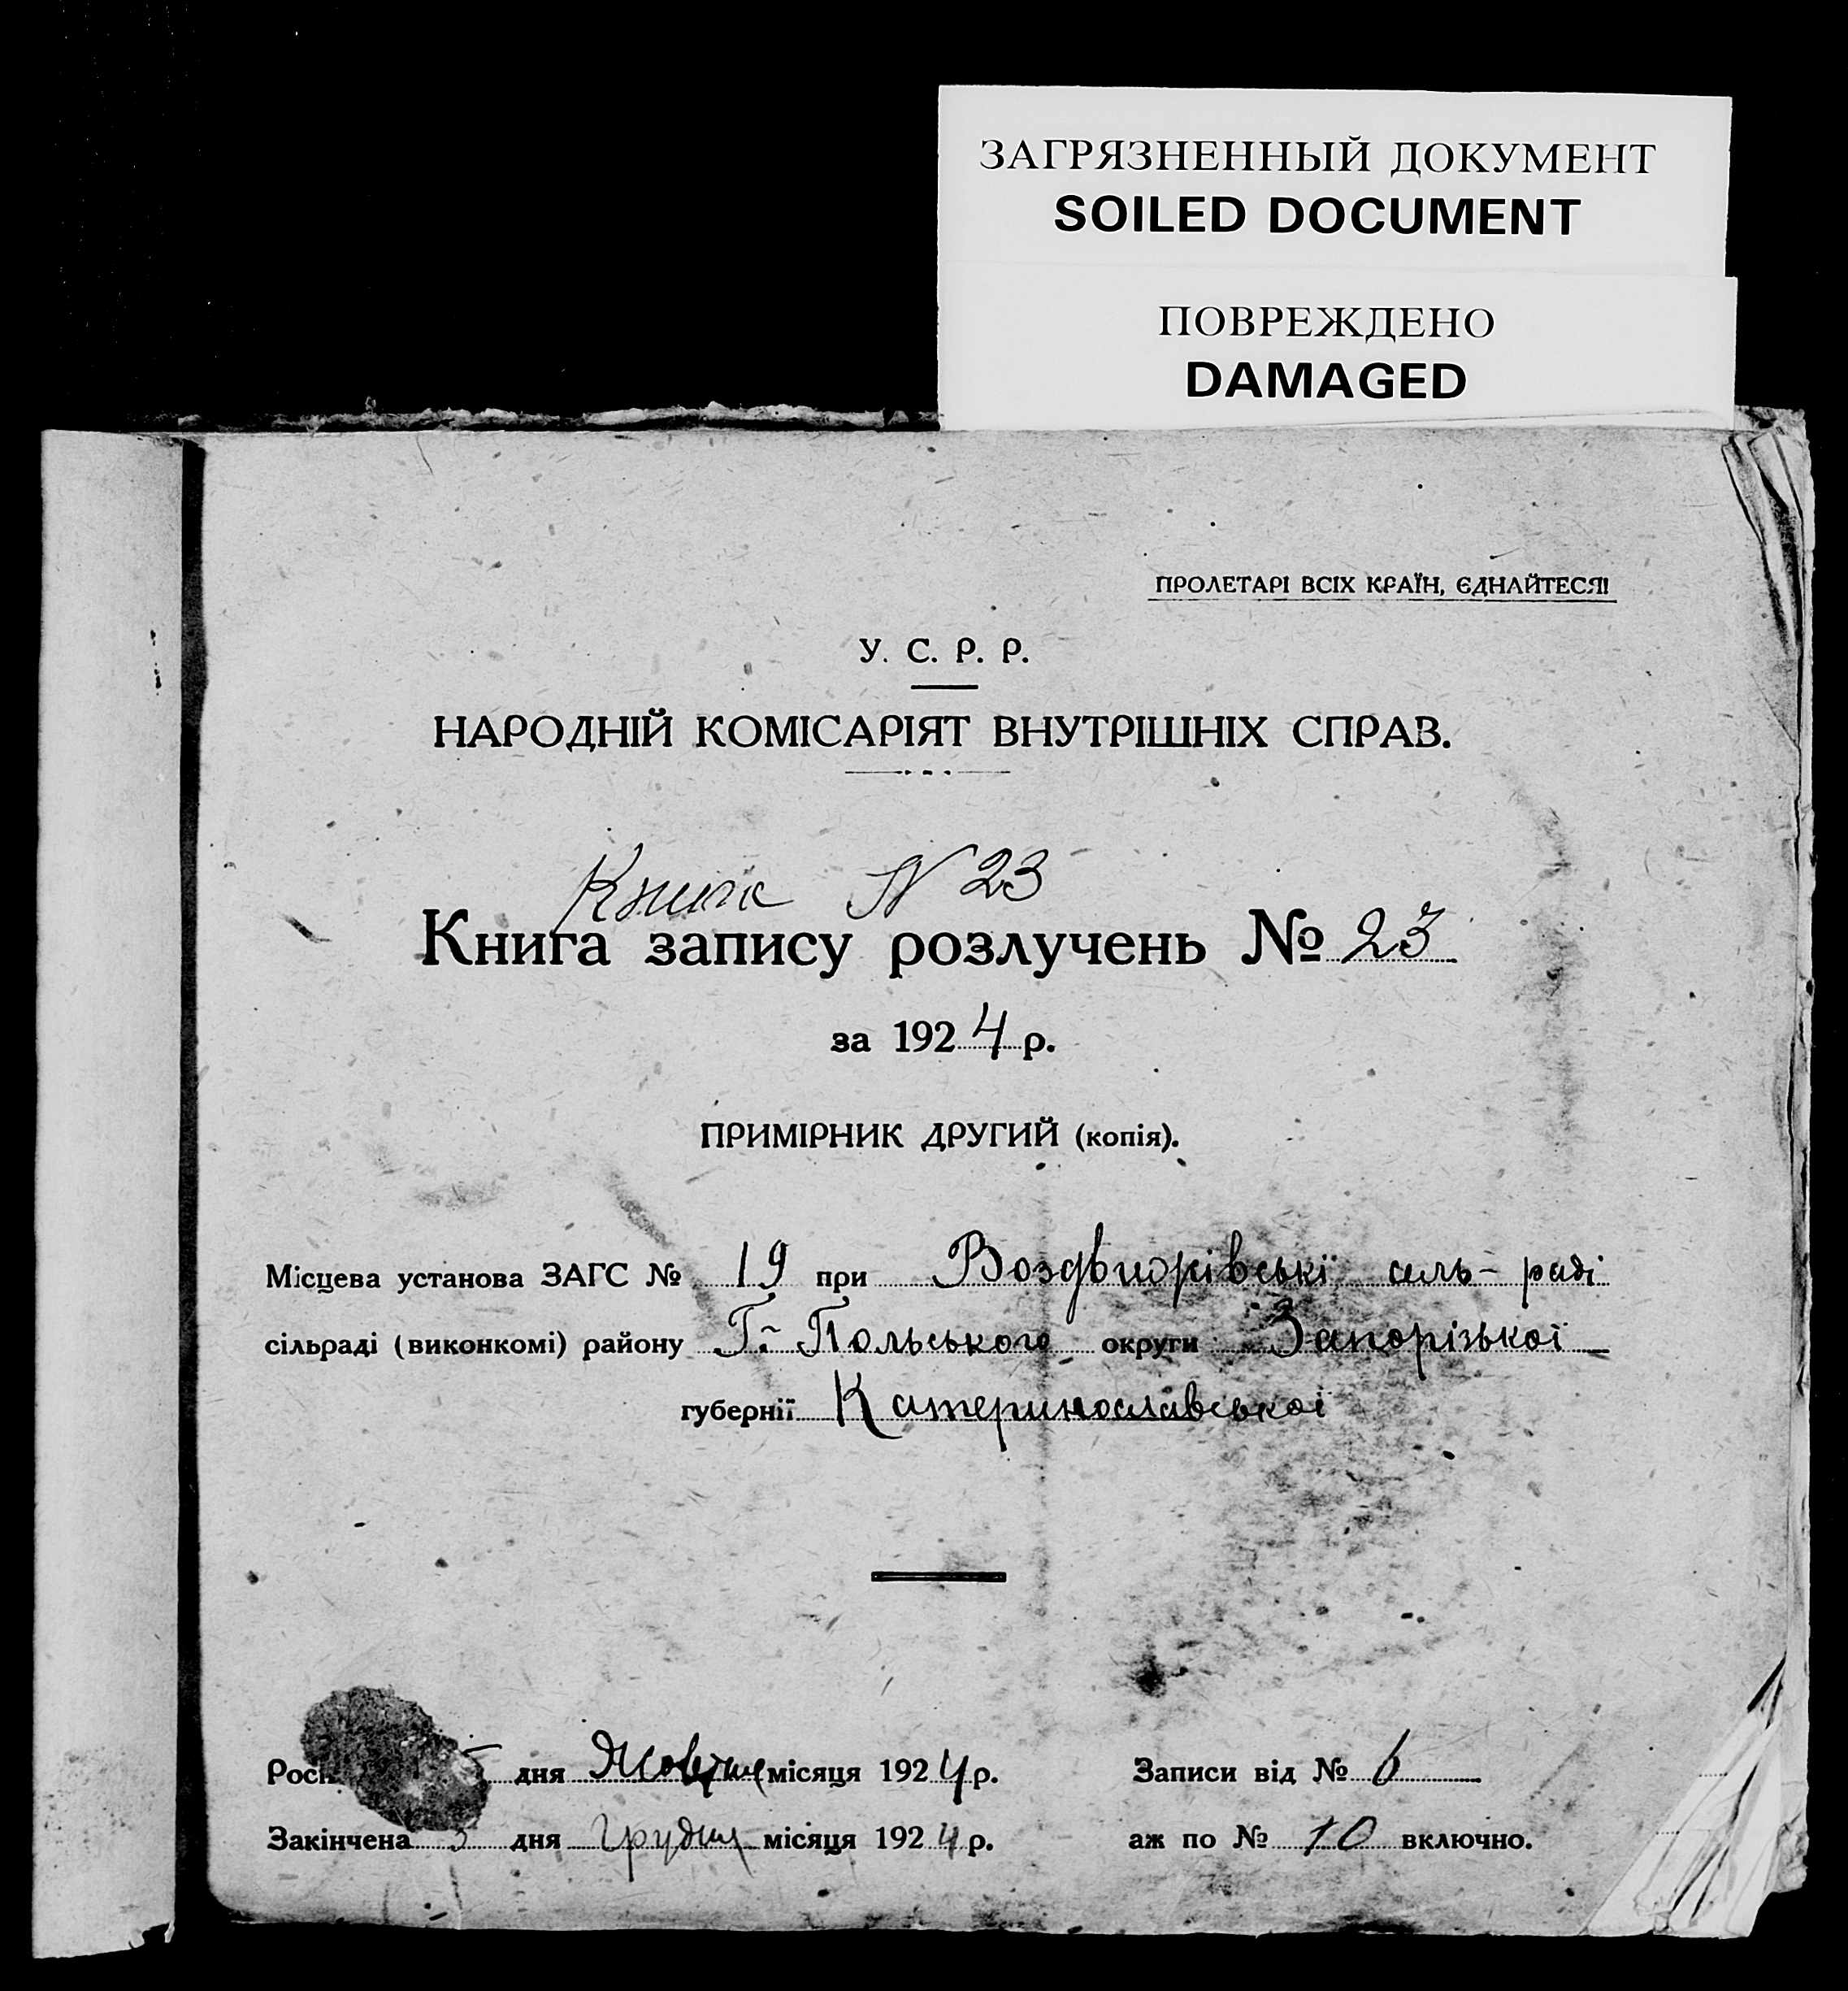 ЗАГРЯЗНЕННЫЙ ДОКУМЕНТ
SOILED DOCUMENT
ПОВРЕЖДЕНО
DAMAGED
ПРОЛЕТАРІ ВСІХ КРАЇН, ЄДНАЙТЕСЯ!
У. С. Р. Р.
НАРОДНІЙ КОМІСАРІЯТ ВНУТРІШНІХ СПРАВ.
Книга N 23
Книга запису розлучень № 23
за 1924 р.
ПРИМІРНИК ДРУГИЙ (копія).
Місцева установа ЗАГС № 19 при сель-раді
сільраді (виконкомі) району Г.-Польського округи Запорізької
губернії Катеринославської
дня Жовтня місяця 1924 р. Записи від № 6
Закінчена 5 дня Грудня місяця 1924 р. аж по № 10 включно.